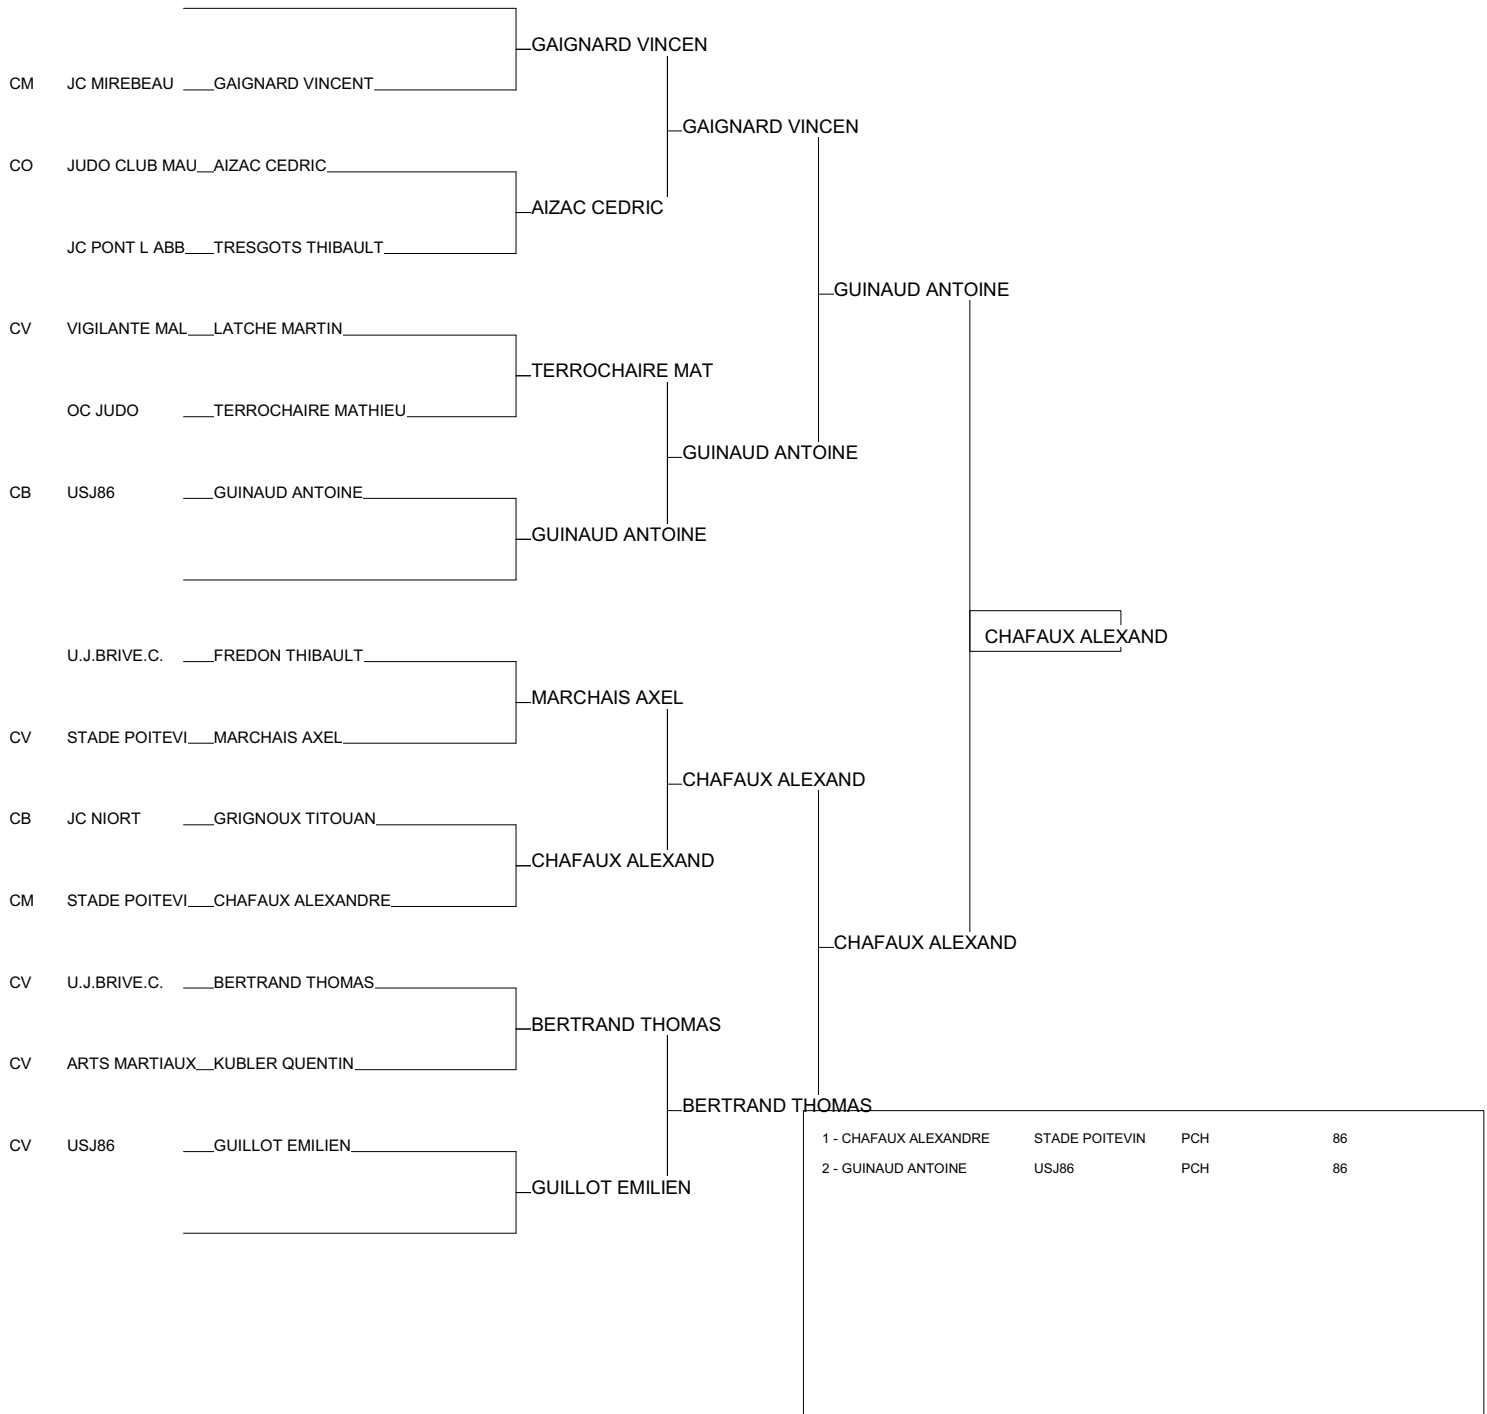 GAIGNARD VINCEN
CM JC MIREBEAU GAIGNARD VINCENT
GAIGNARD VINCEN
CO JUDO CLUB MAU AIZAC CEDRIC
AIZAC CEDRIC
JC PONT L ABB TRESGOTS THIBAULT
GUINAUD ANTOINE
CV VIGILANTE MAL LATCHE MARTIN
TERROCHAIRE MAT
OC JUDO TERROCHAIRE MATHIEU
GUINAUD ANTOINE
CB USJ86 GUINAUD ANTOINE
GUINAUD ANTOINE
CHAFAUX ALEXAND
U.J.BRIVE.C. FREDON THIBAULT
MARCHAIS AXEL
CV STADE POITEVI MARCHAIS AXEL
CHAFAUX ALEXAND
CB JC NIORT GRIGNOUX TITOUAN
CHAFAUX ALEXAND
CM STADE POITEVI CHAFAUX ALEXANDRE
CHAFAUX ALEXAND
CV U.J.BRIVE.C. BERTRAND THOMAS
BERTRAND THOMAS
CV ARTS MARTIAUX KUBLER QUENTIN
BERTRAND THOMAS
CV USJ86 GUILLOT EMILIEN
GUILLOT EMILIEN
1 - CHAFAUX ALEXANDRE STADE POITEVIN PCH 86
2 - GUINAUD ANTOINE USJ86 PCH 86